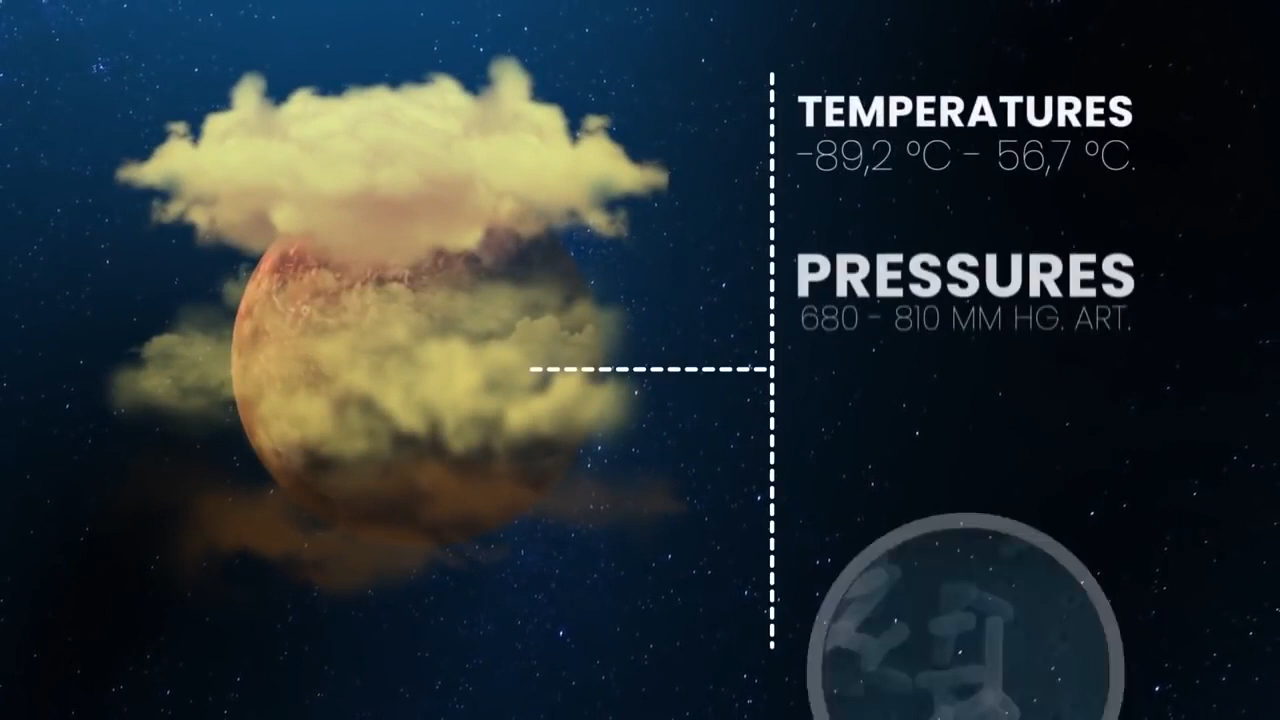 TEMPERATURES
-89,2 ºC - 56,7 ºC.
PRESSURES
680 - 810 MM HG. ART.